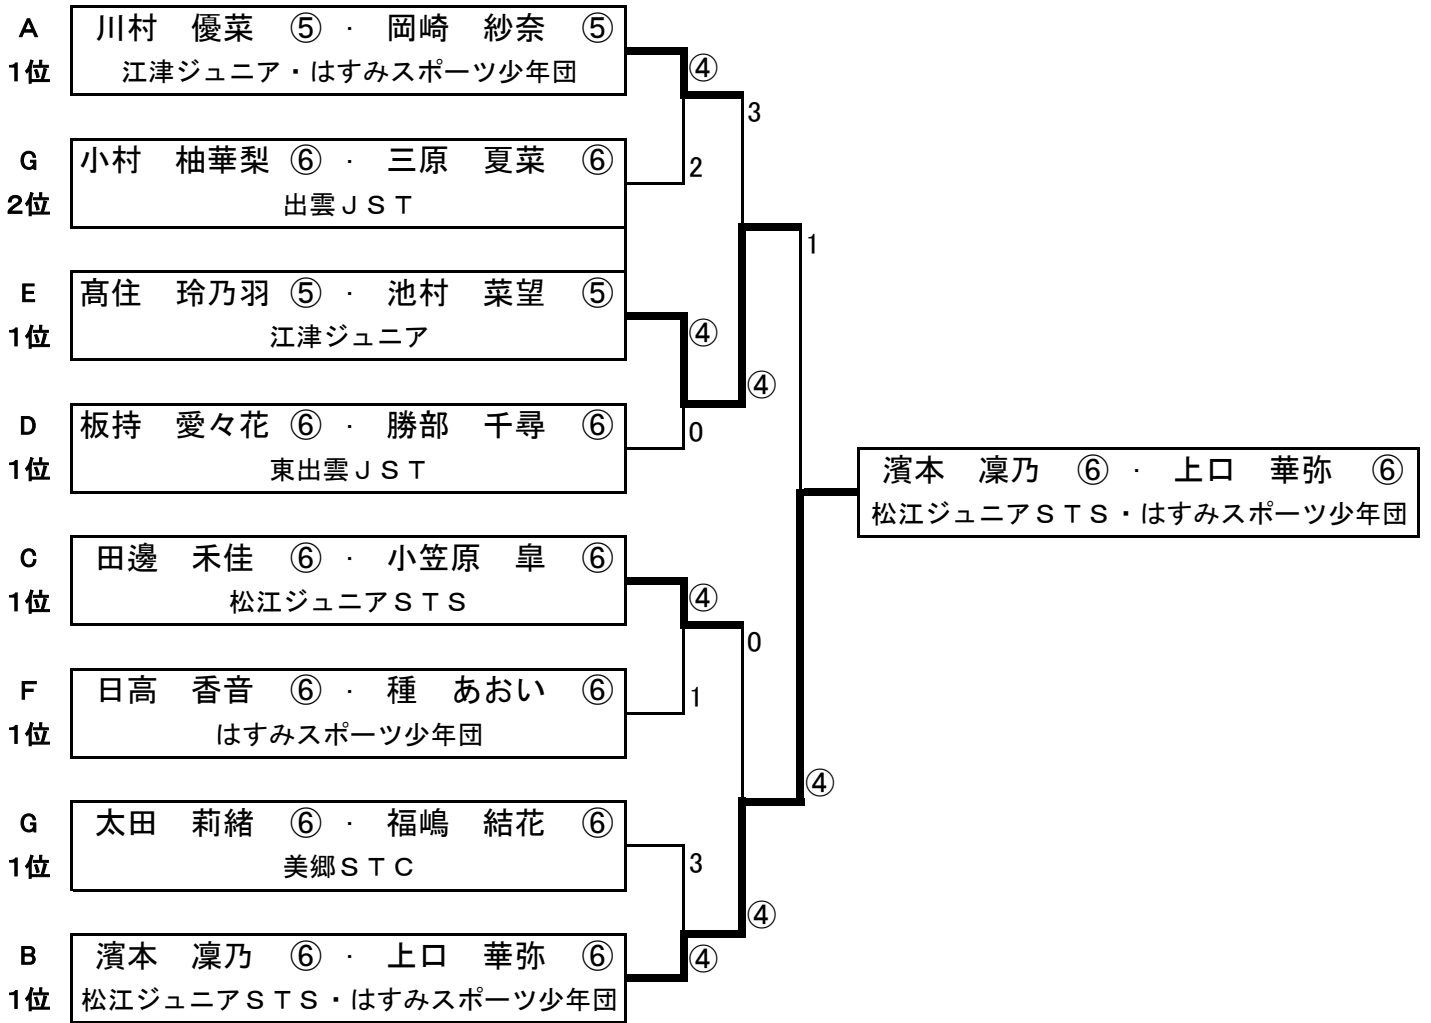 A 川村 優菜 ⑤ ・ 岡崎 紗奈 ⑤
1位 江津ジュニア・はすみスポーツ少年団
④
3
G 小村 柚華梨 ⑥ ・ 三原 夏菜 ⑥
2位 出雲JST
2
1
E 髙住 玲乃羽 ⑤ ・ 池村 菜望 ⑤
1位 江津ジュニア
④
④
D 板持 愛々花 ⑥ ・ 勝部 千尋 ⑥
1位 東出雲JST
0
濱本 凜乃 ⑥ ・ 上口 華弥 ⑥
松江ジュニアSTS・はすみスポーツ少年団
C 田邊 禾佳 ⑥ ・ 小笠原 皐 ⑥
1位 松江ジュニアSTS
④
0
F 日高 香音 ⑥ ・ 種 あおい ⑥
1位 はすみスポーツ少年団
1
④
G 太田 莉緒 ⑥ ・ 福嶋 結花 ⑥
1位 美郷STC
3
④
B 濱本 凜乃 ⑥ ・ 上口 華弥 ⑥
1位 松江ジュニアSTS・はすみスポーツ少年団
④